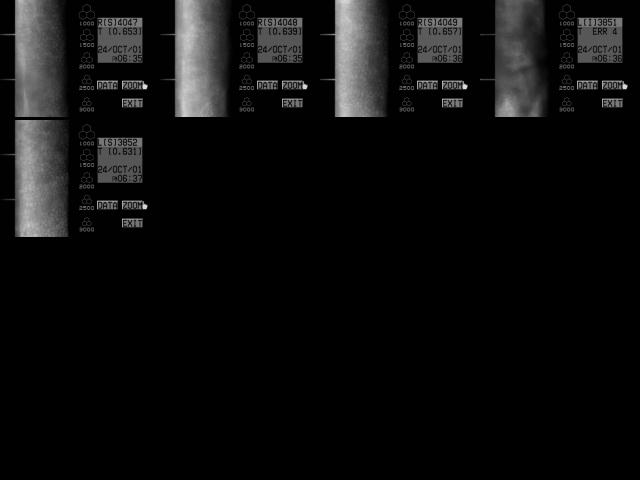 R(S)4047
T (0.653)
24/OCT/01
PM06:35
1000
1500
2000
2500
3000
DATA ZOOM
EXIT
R(S)4048
T (0.639)
24/OCT/01
PM06:35
1000
1500
2000
2500
3000
DATA ZOOM
EXIT
R(S)4049
T (0.657)
24/OCT/01
PM06:36
1000
1500
2000
2500
3000
DATA ZOOM
EXIT
L(I)3851
T ERR 4
24/OCT/01
PM06:36
1000
1500
2000
2500
3000
DATA ZOOM
EXIT
L(S)3852
T (0.631)
24/OCT/01
PM06:37
1000
1500
2000
2500
3000
DATA ZOOM
EXIT